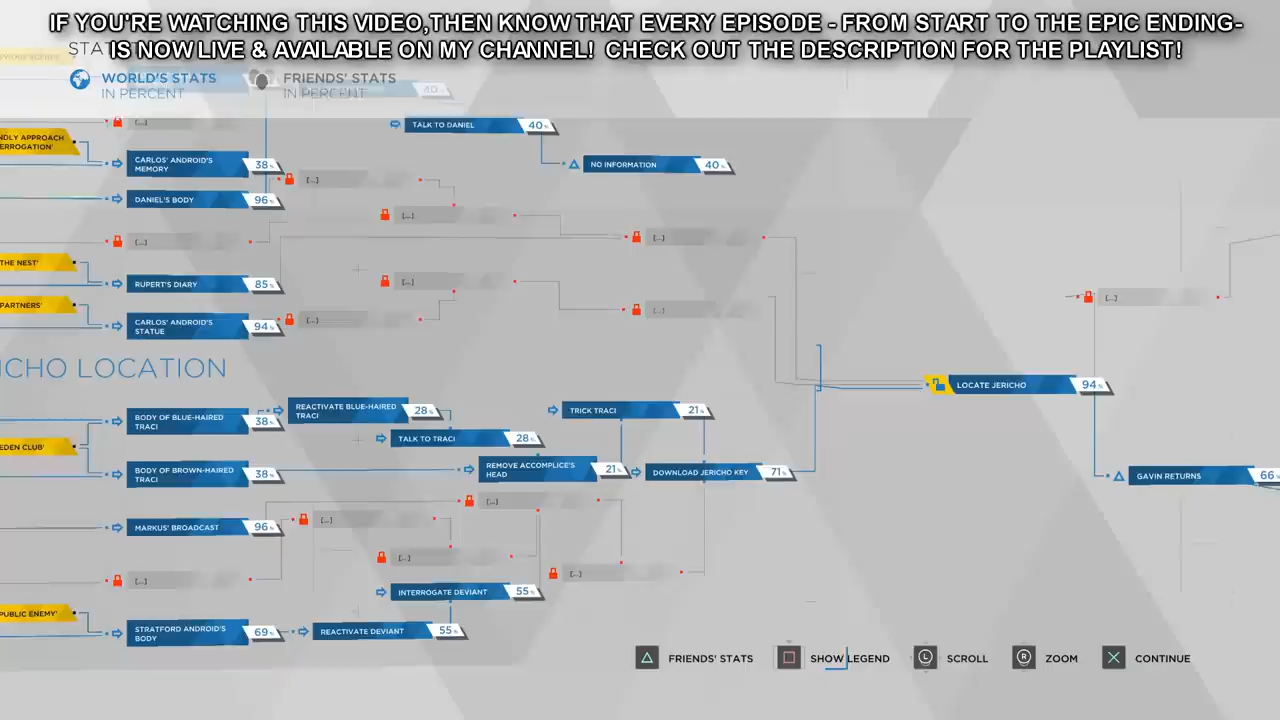 IF YOU'RE WATCHING THIS VIDEO,THEN KNOW THAT EVERY EPISODE - FROM START TO THE EPIC ENDING-
IS NOW LIVE & AVAILABLE ON MY CHANNEL! CHECK OUT THE DESCRIPTION FOR THE PLAYLIST!
WORLD'S STATS
IN PERCENT
FRIENDS' STATS
IN PERCENT
40%
[...]
TALK TO DANIEL 40%
NDLY APPROACH
ERROGATION'
CARLOS' ANDROID'S
MEMORY
38%
NO INFORMATION 40%
[...]
DANIEL'S BODY 96%
[...]
[...]
[...]
THE NEST'
RUPERT'S DIARY 85%
[...]
[...]
PARTNERS'
[...]
CARLOS' ANDROID'S
STATUE
94%
[...]
ICHO LOCATION
LOCATE JERICHO 94%
REACTIVATE BLUE-HAIRED
TRACI
28%
TRICK TRACI 21%
BODY OF BLUE-HAIRED
TRACI
38%
TALK TO TRACI 28%
EDEN CLUB'
BODY OF BROWN-HAIRED
TRACI
38%
REMOVE ACCOMPLICE'S
HEAD
21%
DOWNLOAD JERICHO KEY 71%
GAVIN RETURNS 66
[...]
[...]
MARKUS' BROADCAST 96%
[...]
[...]
[...]
INTERROGATE DEVIANT 55%
PUBLIC ENEMY'
STRATFORD ANDROID'S
BODY
69%
REACTIVATE DEVIANT 55%
FRIENDS' STATS
SHOW LEGEND
L SCROLL
R ZOOM
CONTINUE